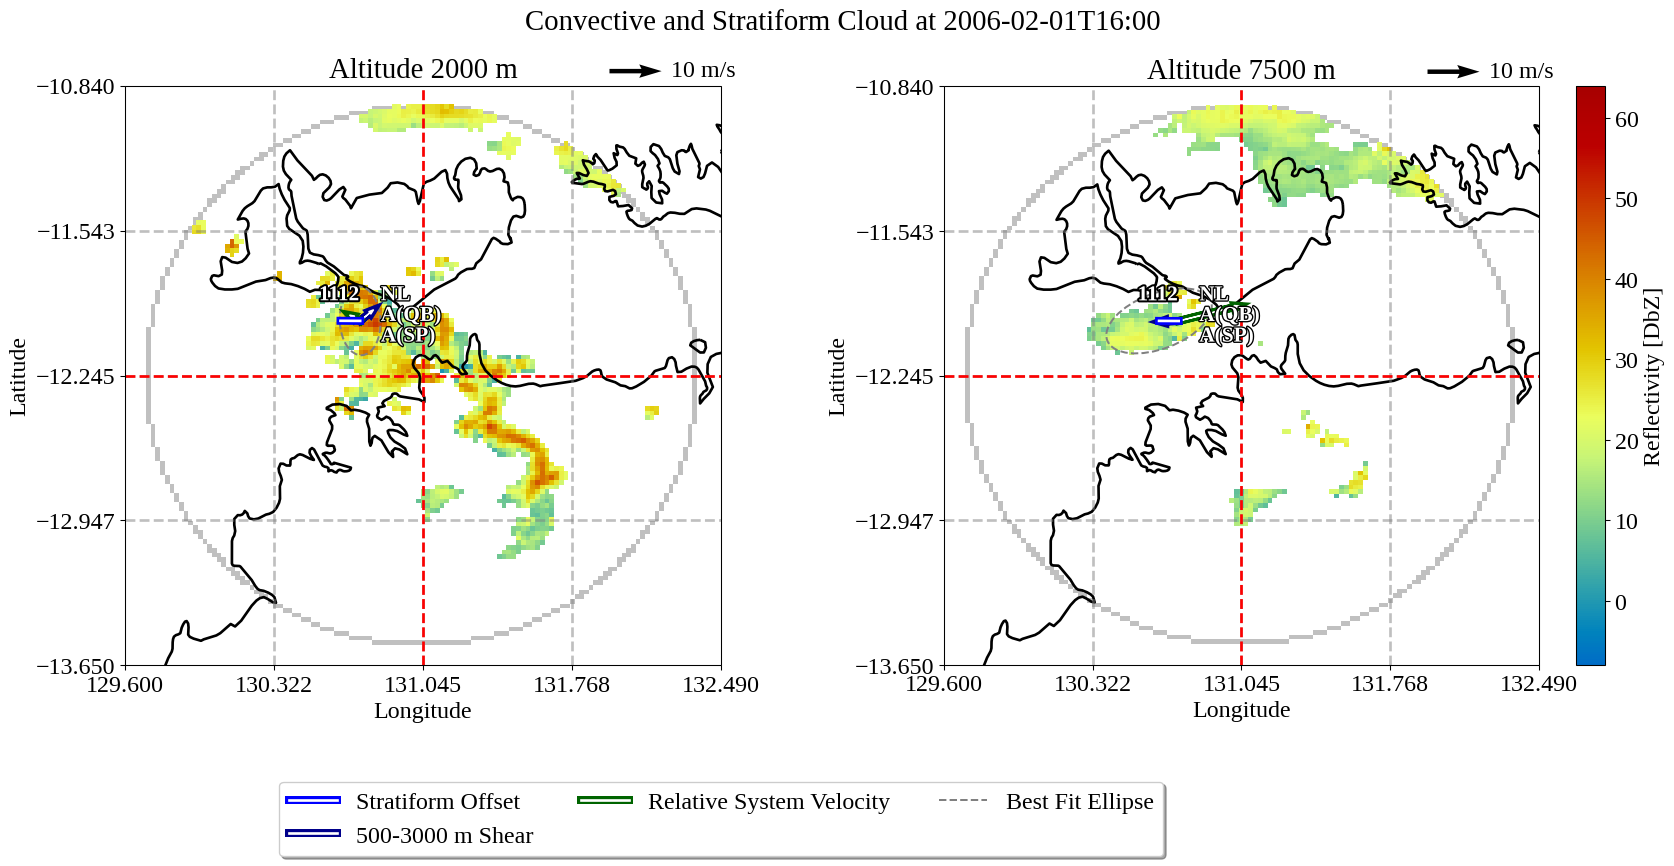 Convective and Stratiform Cloud at 2006-02-01T16:00
Altitude 2000 m
10 m/s
−10.840
−11.543
−12.245
−12.947
−13.650
129.600
130.322
131.045
131.768
132.490
Latitude
Longitude
1112
NL
A(QB)
A(SP)
Altitude 7500 m
10 m/s
−10.840
−11.543
−12.245
−12.947
−13.650
129.600
130.322
131.045
131.768
132.490
Latitude
Longitude
1112
NL
A(QB)
A(SP)
60
50
40
30
20
10
0
Reflectivity [DbZ]
Stratiform Offset
500-3000 m Shear
Relative System Velocity
Best Fit Ellipse